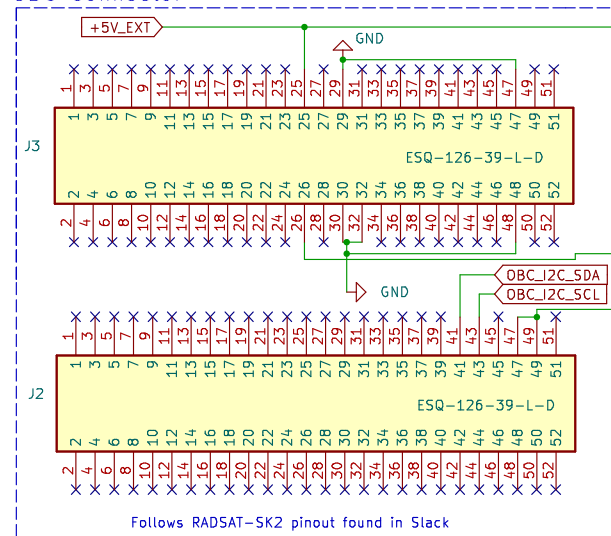 +5V_EXT
GND
1 3 5 7 9 11 13 15 17 19 21 23 25 27 29 31 33 35 37 39 41 43 45 47 49 51
1 3 5 7 9 11 13 15 17 19 21 23 25 27 29 31 33 35 37 39 41 43 45 47 49 51
J3
ESQ-126-39-L-D
2 4 6 8 10 12 14 16 18 20 22 24 26 28 30 32 34 36 38 40 42 44 46 48 50 52
2 4 6 8 10 12 14 16 18 20 22 24 26 28 30 32 34 36 38 40 42 44 46 48 50 52
OBC_I2C_SDA
GND
OBC_I2C_SCL
1 3 5 7 9 11 13 15 17 19 21 23 25 27 29 31 33 35 37 39 41 43 45 47 49 51
1 3 5 7 9 11 13 15 17 19 21 23 25 27 29 31 33 35 37 39 41 43 45 47 49 51
J2
ESQ-126-39-L-D
2 4 6 8 10 12 14 16 18 20 22 24 26 28 30 32 34 36 38 40 42 44 46 48 50 52
2 4 6 8 10 12 14 16 18 20 22 24 26 28 30 32 34 36 38 40 42 44 46 48 50 52
Follows RADSAT-SK2 pinout found in Slack